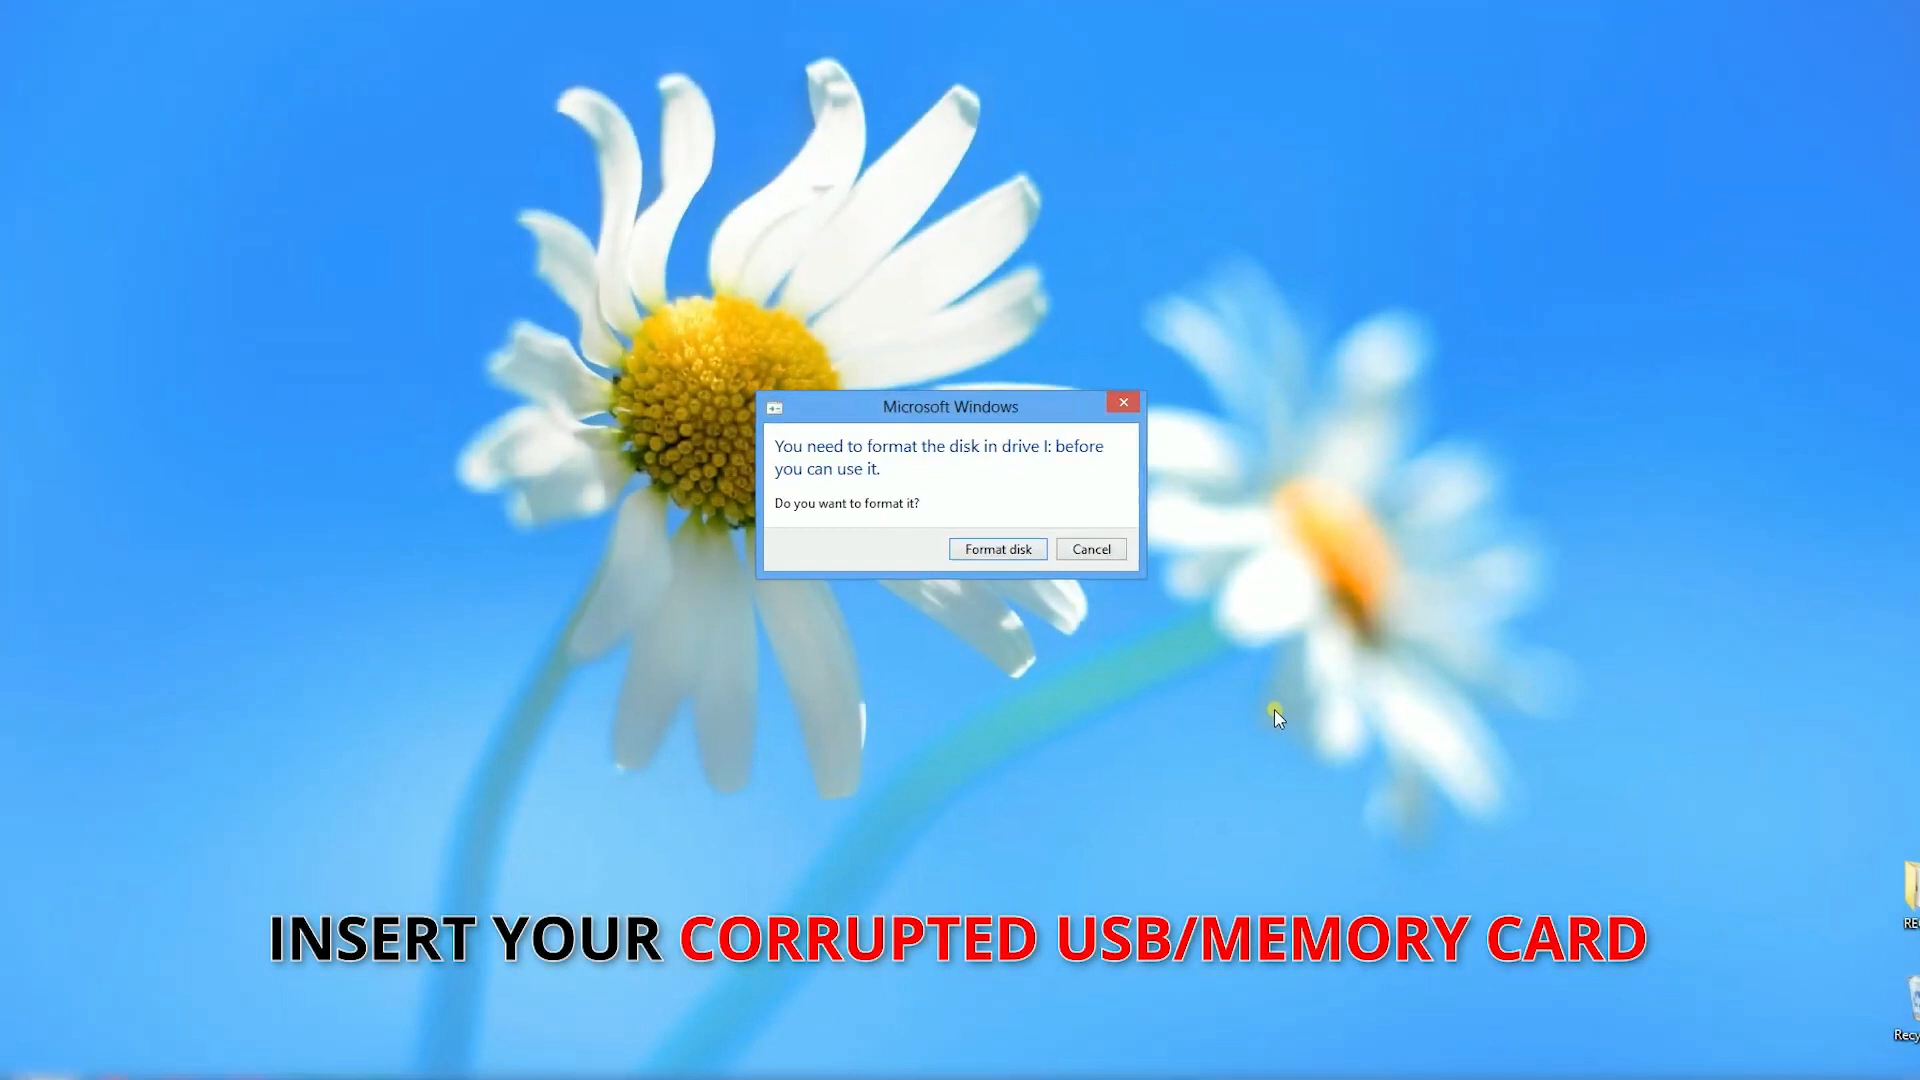 Microsoft Windows
You need to format the disk in drive I: before
you can use it.
Do you want to format it?
Format disk
Cancel
INSERT YOUR CORRUPTED USB/MEMORY CARD